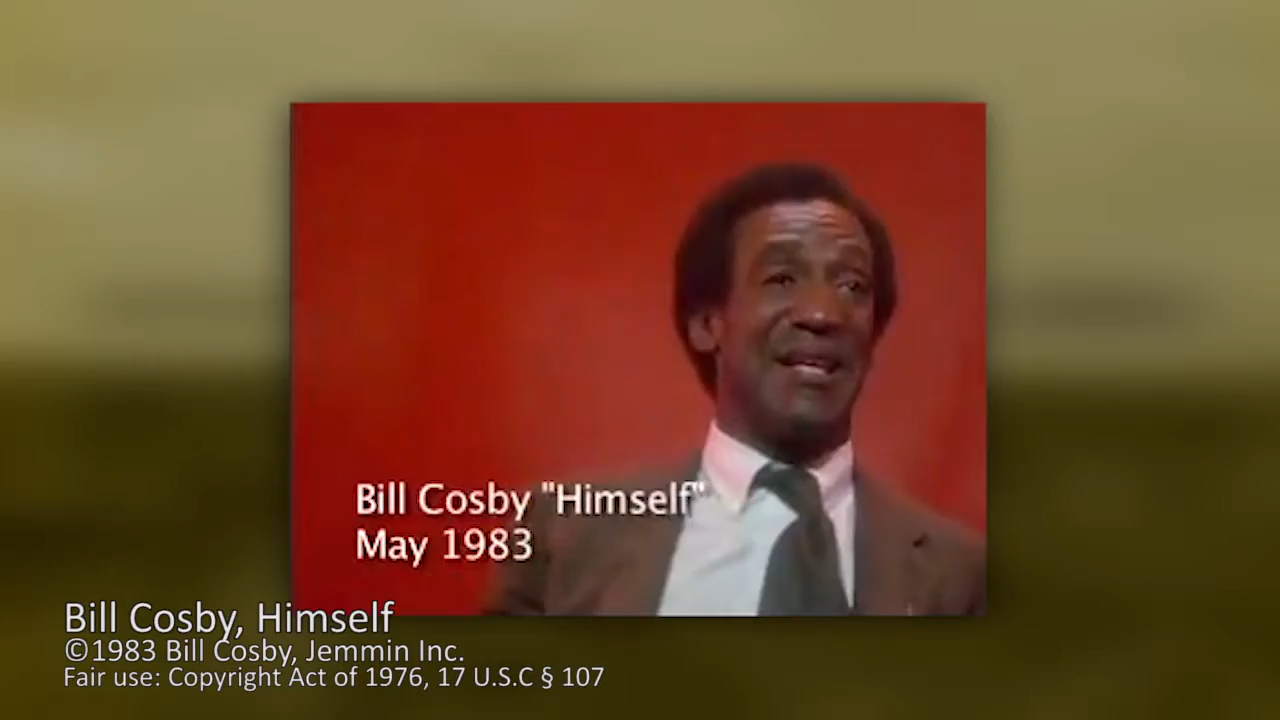 Bill Cosby "Himself"
May 1983
Bill Cosby, Himself
©1983 Bill Cosby, Jemmin Inc.
Fair use: Copyright Act of 1976, 17 U.S.C § 107